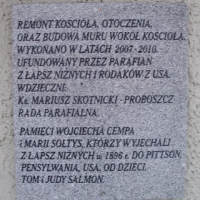 REMONT KOŚCIOŁA, OTOCZENIA,
ORAZ BUDOWA MURU WOKÓŁ KOŚCIOŁA,
WYKONANO W LATACH 2007-2010.
UFUNDOWANY PRZEZ PARAFIAN
Z ŁAPSZ NIŻNYCH I RODAKÓW Z USA.
WDZIĘCZNI:
Ks. MARIUSZ SKOTNICKI - PROBOSZCZ
RADA PARAFIALNA.
PAMIĘCI WOJCIECHA CEMPA
I MARII SOŁTYS, KTÓRZY WYJECHALI
Z ŁAPSZ NIŻNYCH w 1896 r. DO PITTSON,
PENSYLWANIA, USA, OD DZIECI,
TOM i JUDY SALMON.